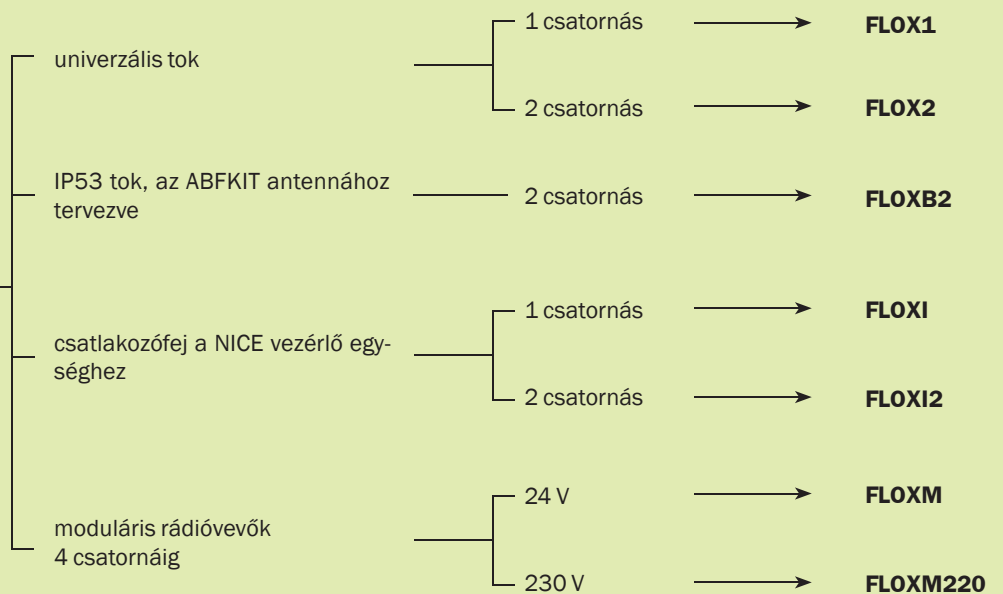 univerzális tok
1 csatornás
FLOX1
2 csatornás
FLOX2
IP53 tok, az ABFKIT antennához
tervezve
2 csatornás
FLOXB2
csatlakozófej a NICE vezérlő egy-
séghez
1 csatornás
FLOXI
2 csatornás
FLOXI2
moduláris rádióvevők
4 csatornáig
24 V
FLOXM
230 V
FLOXM220